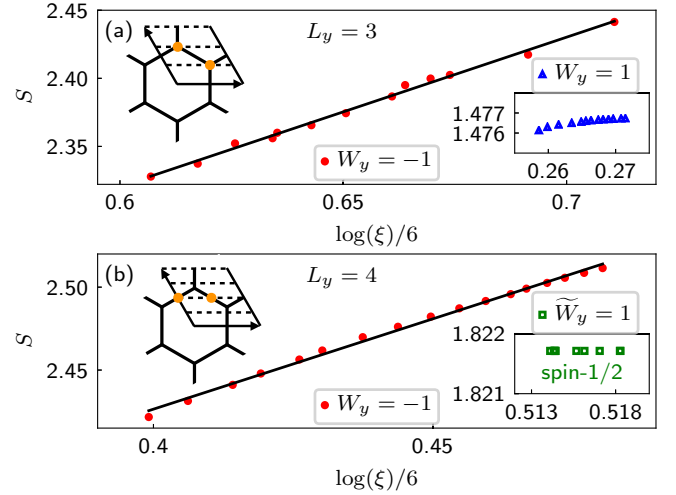 (a)
L_y = 3
W_y = 1
2.45
2.40
2.35
S
1.477
1.476
0.26
0.27
W_y = −1
0.6
0.65
0.7
log(ξ)/6
(b)
L_y = 4
W̃_y = 1
2.50
2.45
S
1.822
1.821
spin-1/2
0.513
0.518
W_y = −1
0.4
0.45
log(ξ)/6